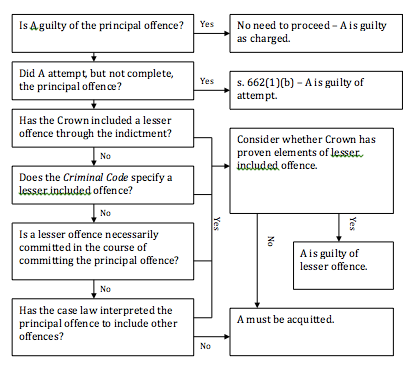 Is A guilty of the principal offence?
Yes
No need to proceed – A is guilty
as charged.
Did A attempt, but not complete,
the principal offence?
Yes
s. 662(1)(b) – A is guilty of
attempt.
Has the Crown included a lesser
offence through the indictment?
No
Does the Criminal Code specify a
lesser included offence?
No
Is a lesser offence necessarily
committed in the course of
committing the principal offence?
No
Has the case law interpreted the
principal offence to include other
offences?
Yes
No
Consider whether Crown has
proven elements of lesser
included offence.
No
Yes
A is guilty of
lesser offence.
A must be acquitted.